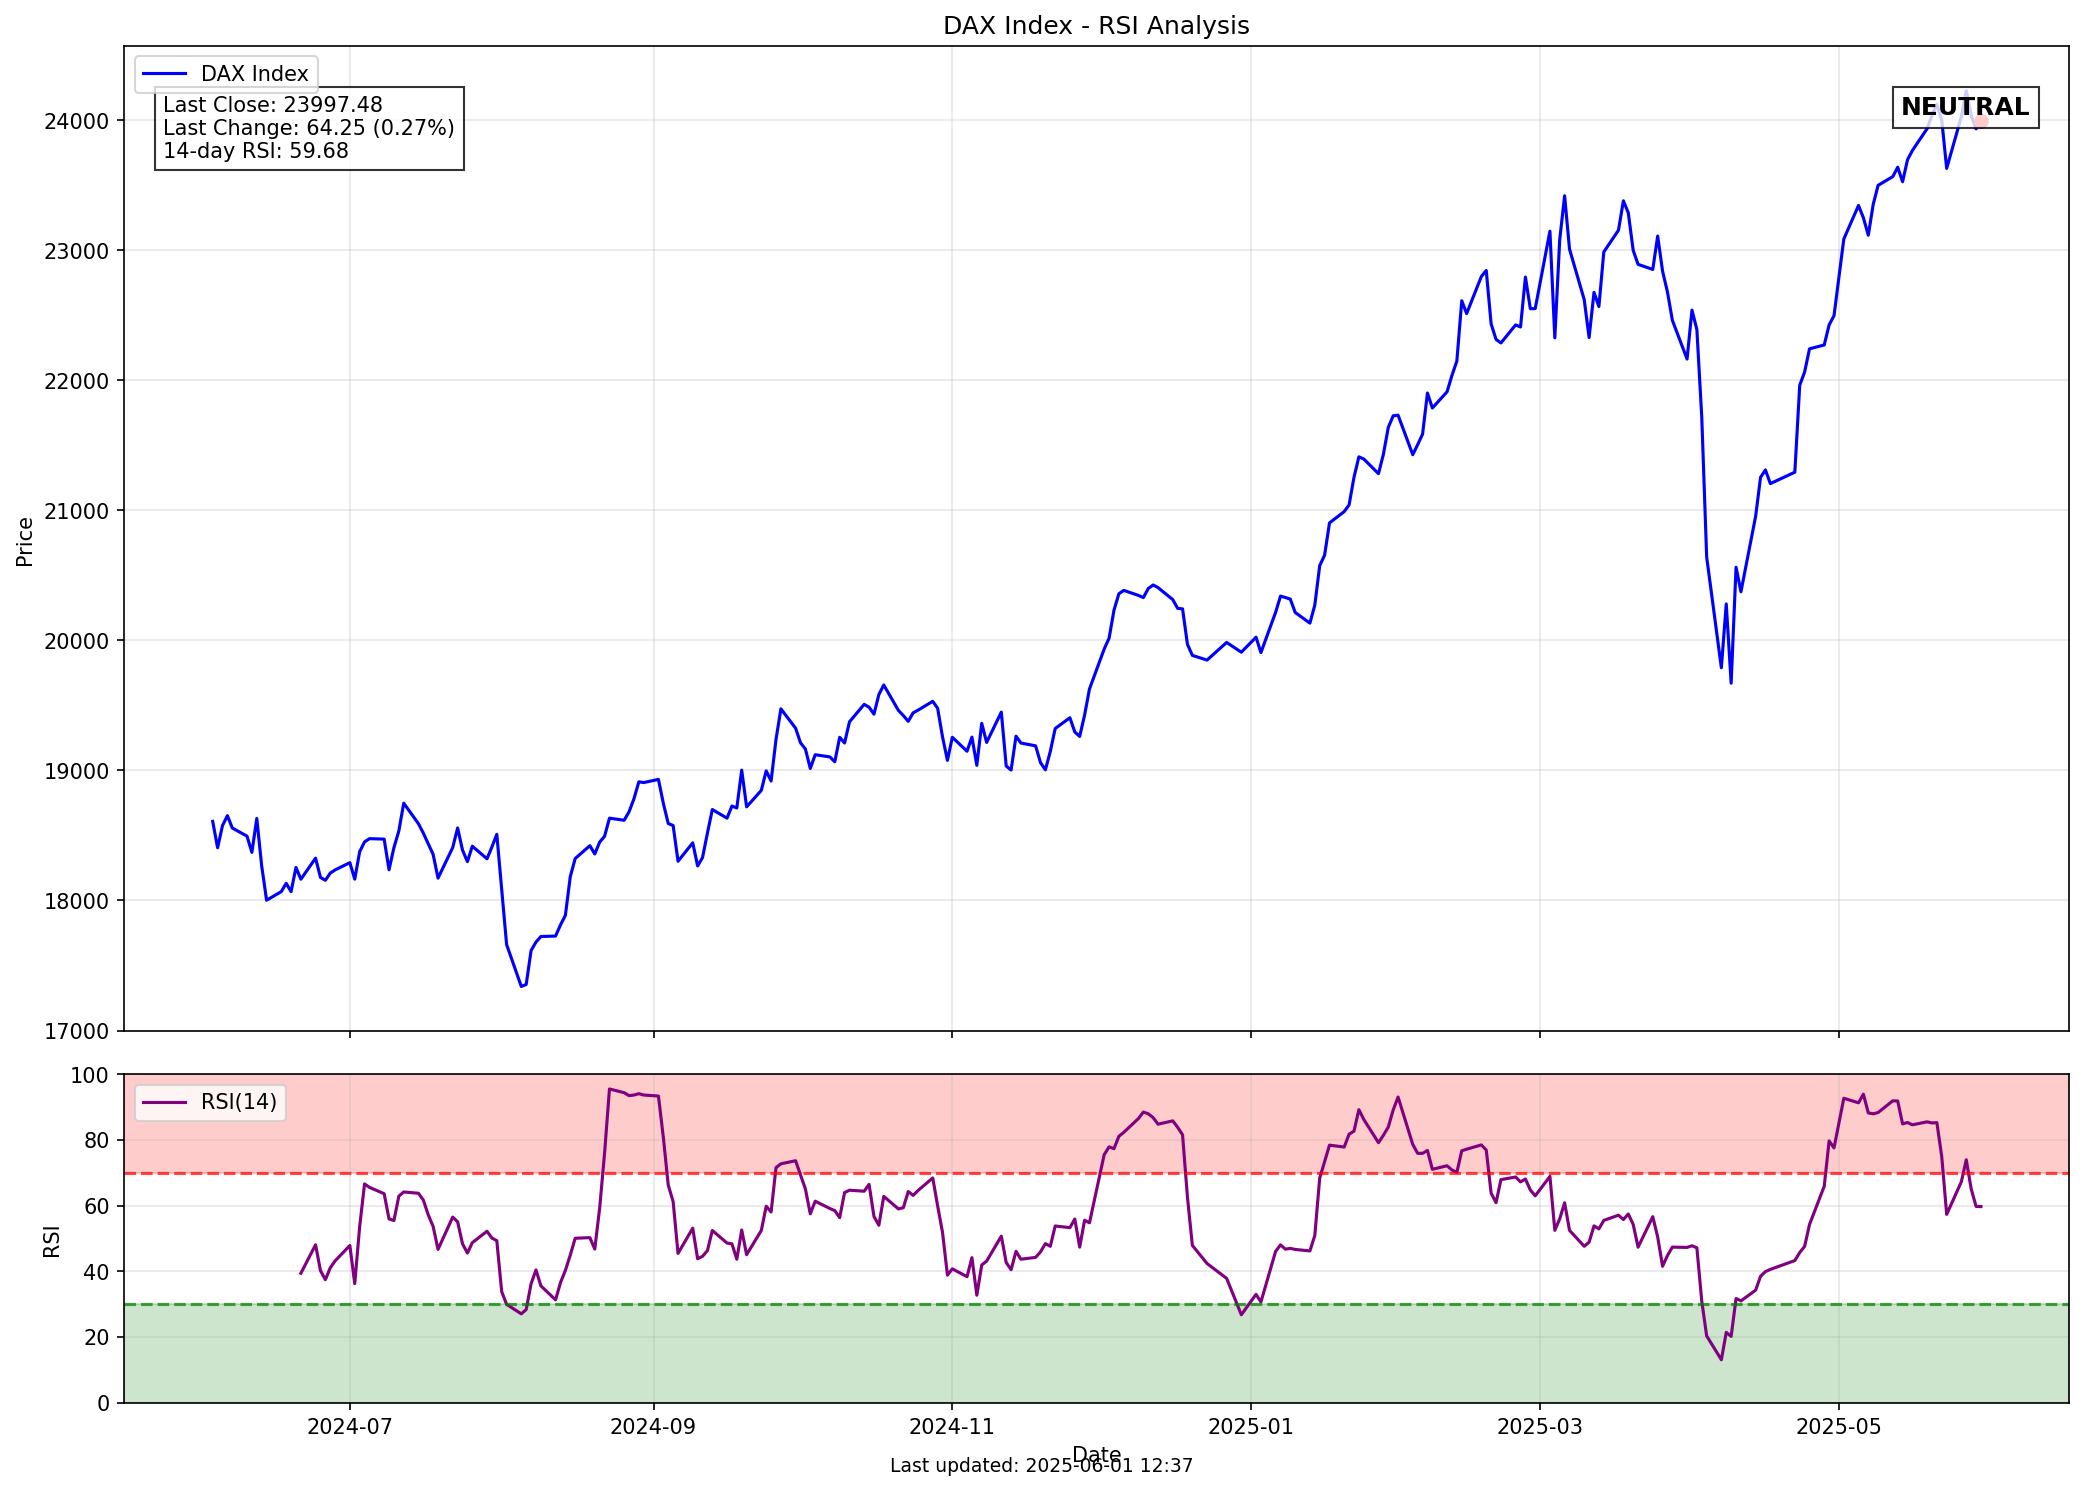 DAX Index - RSI Analysis
DAX Index
Last Close: 23997.48
Last Change: 64.25 (0.27%)
14-day RSI: 59.68
NEUTRAL
Price
24000
23000
22000
21000
20000
19000
18000
17000
RSI(14)
RSI
100
80
60
40
20
0
2024-07
2024-09
2024-11
2025-01
2025-03
2025-05
Date
Last updated: 2025-06-01 12:37